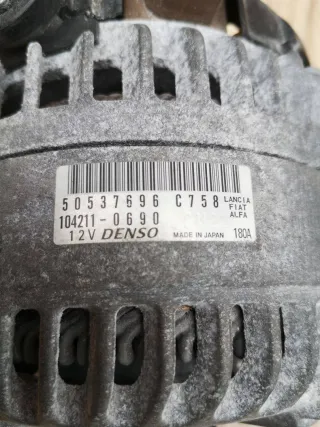 50537696 C758 LANCIA
FIAT
104211-0690 ALFA
12V DENSO MADE IN JAPAN 180A